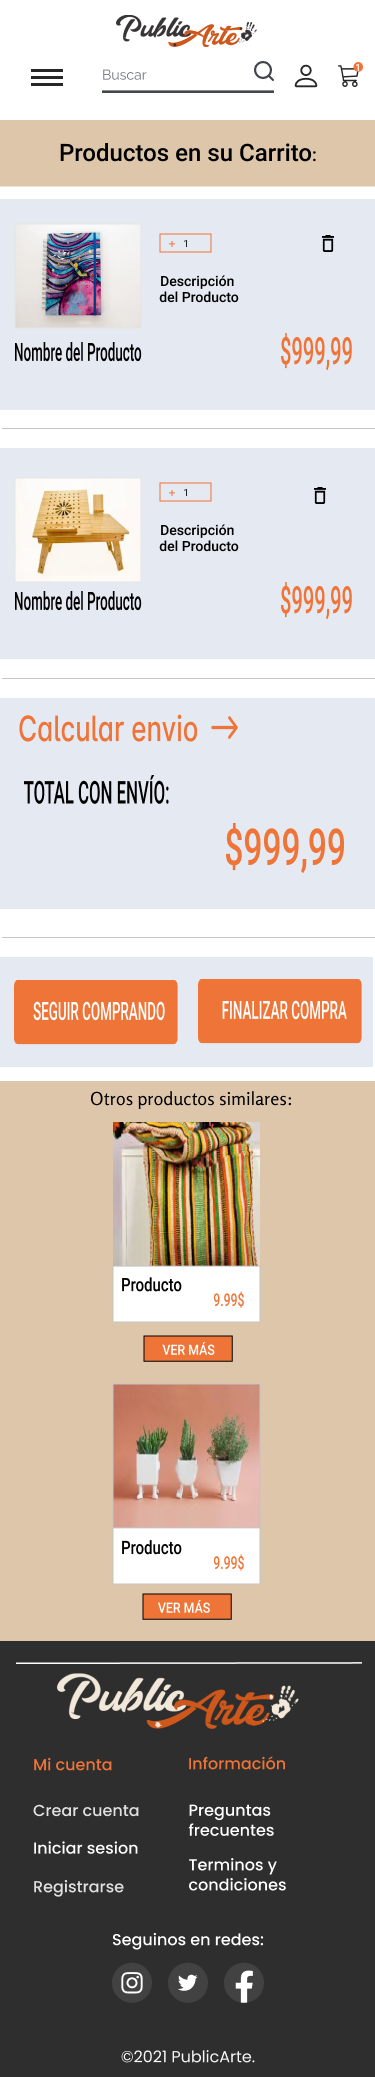 PublicArte
Buscar
1
Productos en su Carrito:
+ 1
Descripción
del Producto
Nombre del Producto
$999,99
+ 1
Descripción
del Producto
Nombre del Producto
$999,99
Calcular envio →
TOTAL CON ENVÍO:
$999,99
SEGUIR COMPRANDO
FINALIZAR COMPRA
Otros productos similares:
Producto
9.99$
VER MÁS
Producto
9.99$
VER MÁS
PublicArte
Mi cuenta
Crear cuenta
Iniciar sesion
Registrarse
Información
Preguntas
frecuentes
Terminos y
condiciones
Seguinos en redes:
©2021 PublicArte.